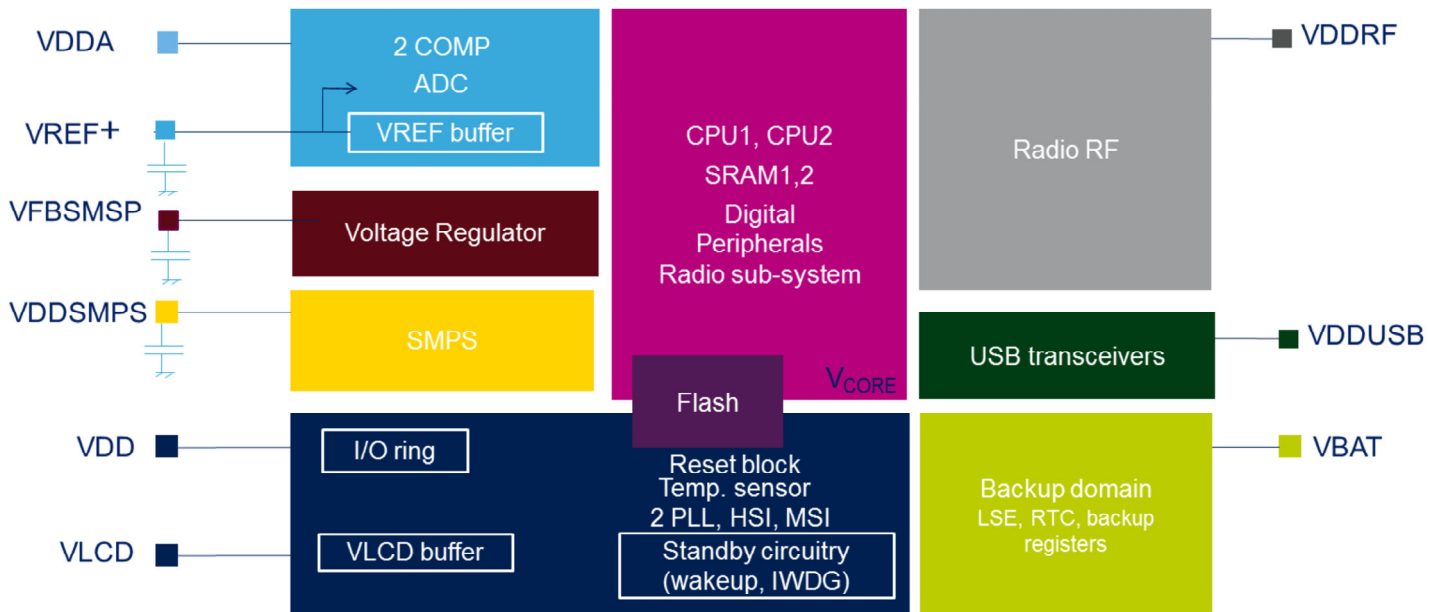 VDDA
VREF+
VFBSMSP
VDDSMPS
VDD
VLCD
2 COMP
ADC
VREF buffer
Voltage Regulator
SMPS
I/O ring
VLCD buffer
CPU1, CPU2
SRAM1,2
Digital
Peripherals
Radio sub-system
VCORE
Flash
Reset block
Temp. sensor
2 PLL, HSI, MSI
Standby circuitry
(wakeup, IWDG)
Radio RF
USB transceivers
Backup domain
LSE, RTC, backup
registers
VDDRF
VDDUSB
VBAT